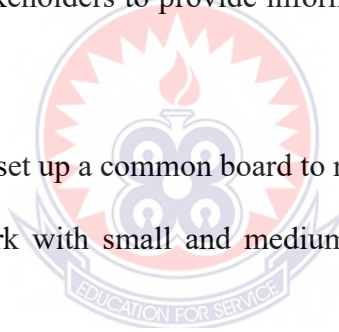 keholders to provide inform
set up a common board to r
rk with small and medium
EDUCATION FOR SERVICE